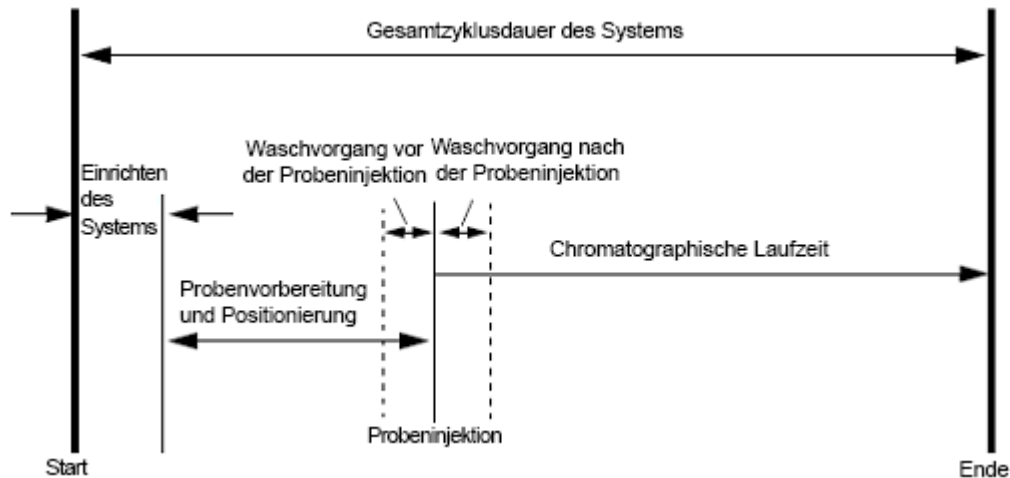 Gesamtzyklusdauer des Systems
Waschvorgang vor
der Probeninjektion
Waschvorgang nach
der Probeninjektion
Einrichten
des
Systems
Chromatographische Laufzeit
Probenvorbereitung
und Positionierung
Probeninjektion
Start
Ende